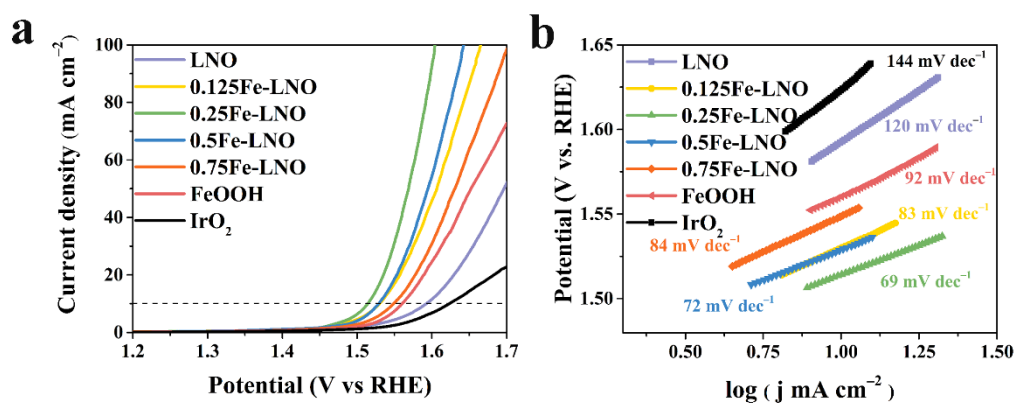 a
Current density (mA cm⁻²)
100
80
60
40
20
0
LNO
0.125Fe-LNO
0.25Fe-LNO
0.5Fe-LNO
0.75Fe-LNO
FeOOH
IrO₂
1.2
1.3
1.4
1.5
1.6
1.7
Potential (V vs RHE)
b
Potential (V vs. RHE)
1.65
1.60
1.55
1.50
LNO
0.125Fe-LNO
0.25Fe-LNO
0.5Fe-LNO
0.75Fe-LNO
FeOOH
IrO₂
144 mV dec⁻¹
120 mV dec⁻¹
92 mV dec⁻¹
84 mV dec⁻¹
83 mV dec⁻¹
72 mV dec⁻¹
69 mV dec⁻¹
0.50
0.75
1.00
1.25
1.50
log ( j mA cm⁻²)